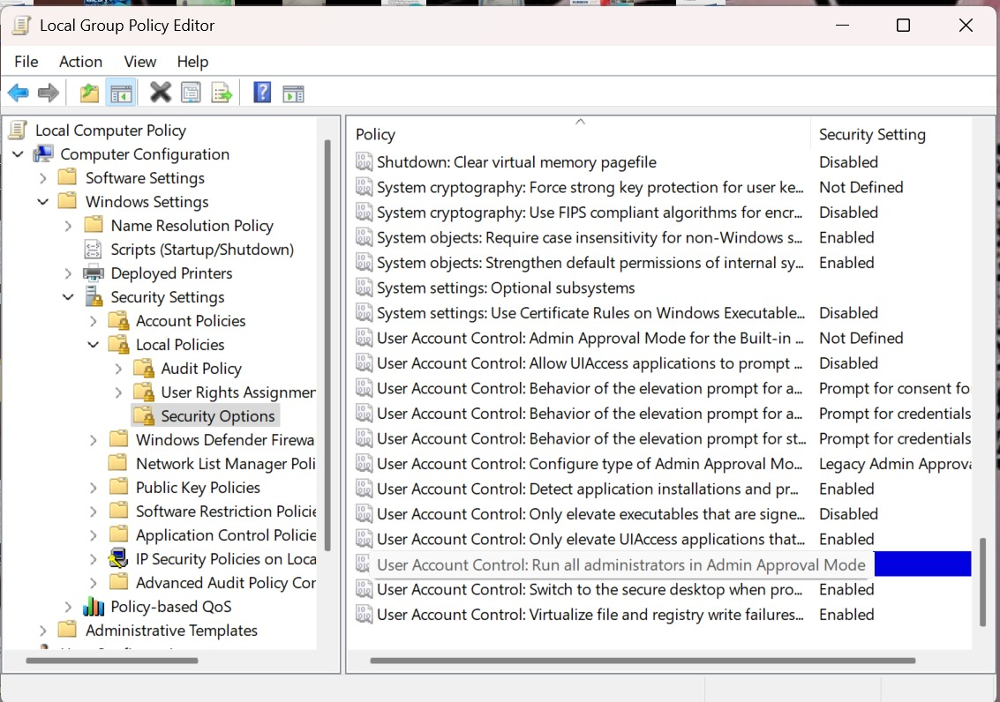 Local Group Policy Editor
File Action View Help
Local Computer Policy
Computer Configuration
Software Settings
Windows Settings
Name Resolution Policy
Scripts (Startup/Shutdown)
Deployed Printers
Security Settings
Account Policies
Local Policies
Audit Policy
User Rights Assignmen
Security Options
Windows Defender Firewa
Network List Manager Poli
Public Key Policies
Software Restriction Policie
Application Control Policie
IP Security Policies on Loca
Advanced Audit Policy Con
Policy-based QoS
Administrative Templates
Policy Security Setting
Shutdown: Clear virtual memory pagefile Disabled
System cryptography: Force strong key protection for user ke... Not Defined
System cryptography: Use FIPS compliant algorithms for encr... Disabled
System objects: Require case insensitivity for non-Windows s... Enabled
System objects: Strengthen default permissions of internal sy... Enabled
System settings: Optional subsystems
System settings: Use Certificate Rules on Windows Executable... Disabled
User Account Control: Admin Approval Mode for the Built-in ... Not Defined
User Account Control: Allow UIAccess applications to prompt ... Disabled
User Account Control: Behavior of the elevation prompt for a... Prompt for consent fo
User Account Control: Behavior of the elevation prompt for a... Prompt for credentials
User Account Control: Behavior of the elevation prompt for st... Prompt for credentials
User Account Control: Configure type of Admin Approval Mo... Legacy Admin Approva
User Account Control: Detect application installations and pr... Enabled
User Account Control: Only elevate executables that are signe... Disabled
User Account Control: Only elevate UIAccess applications that... Enabled
User Account Control: Run all administrators in Admin Approval Mode
User Account Control: Switch to the secure desktop when pro... Enabled
User Account Control: Virtualize file and registry write failures... Enabled